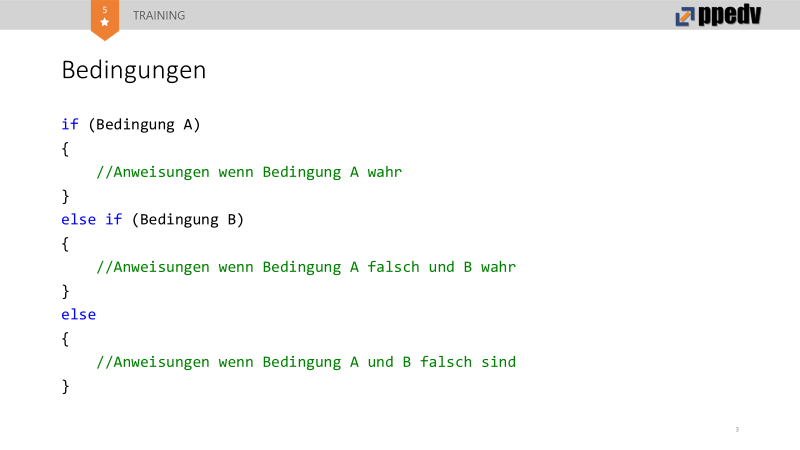 5
TRAINING
ppedv
Bedingungen
if (Bedingung A)
{
    //Anweisungen wenn Bedingung A wahr
}
else if (Bedingung B)
{
    //Anweisungen wenn Bedingung A falsch und B wahr
}
else
{
    //Anweisungen wenn Bedingung A und B falsch sind
}
3